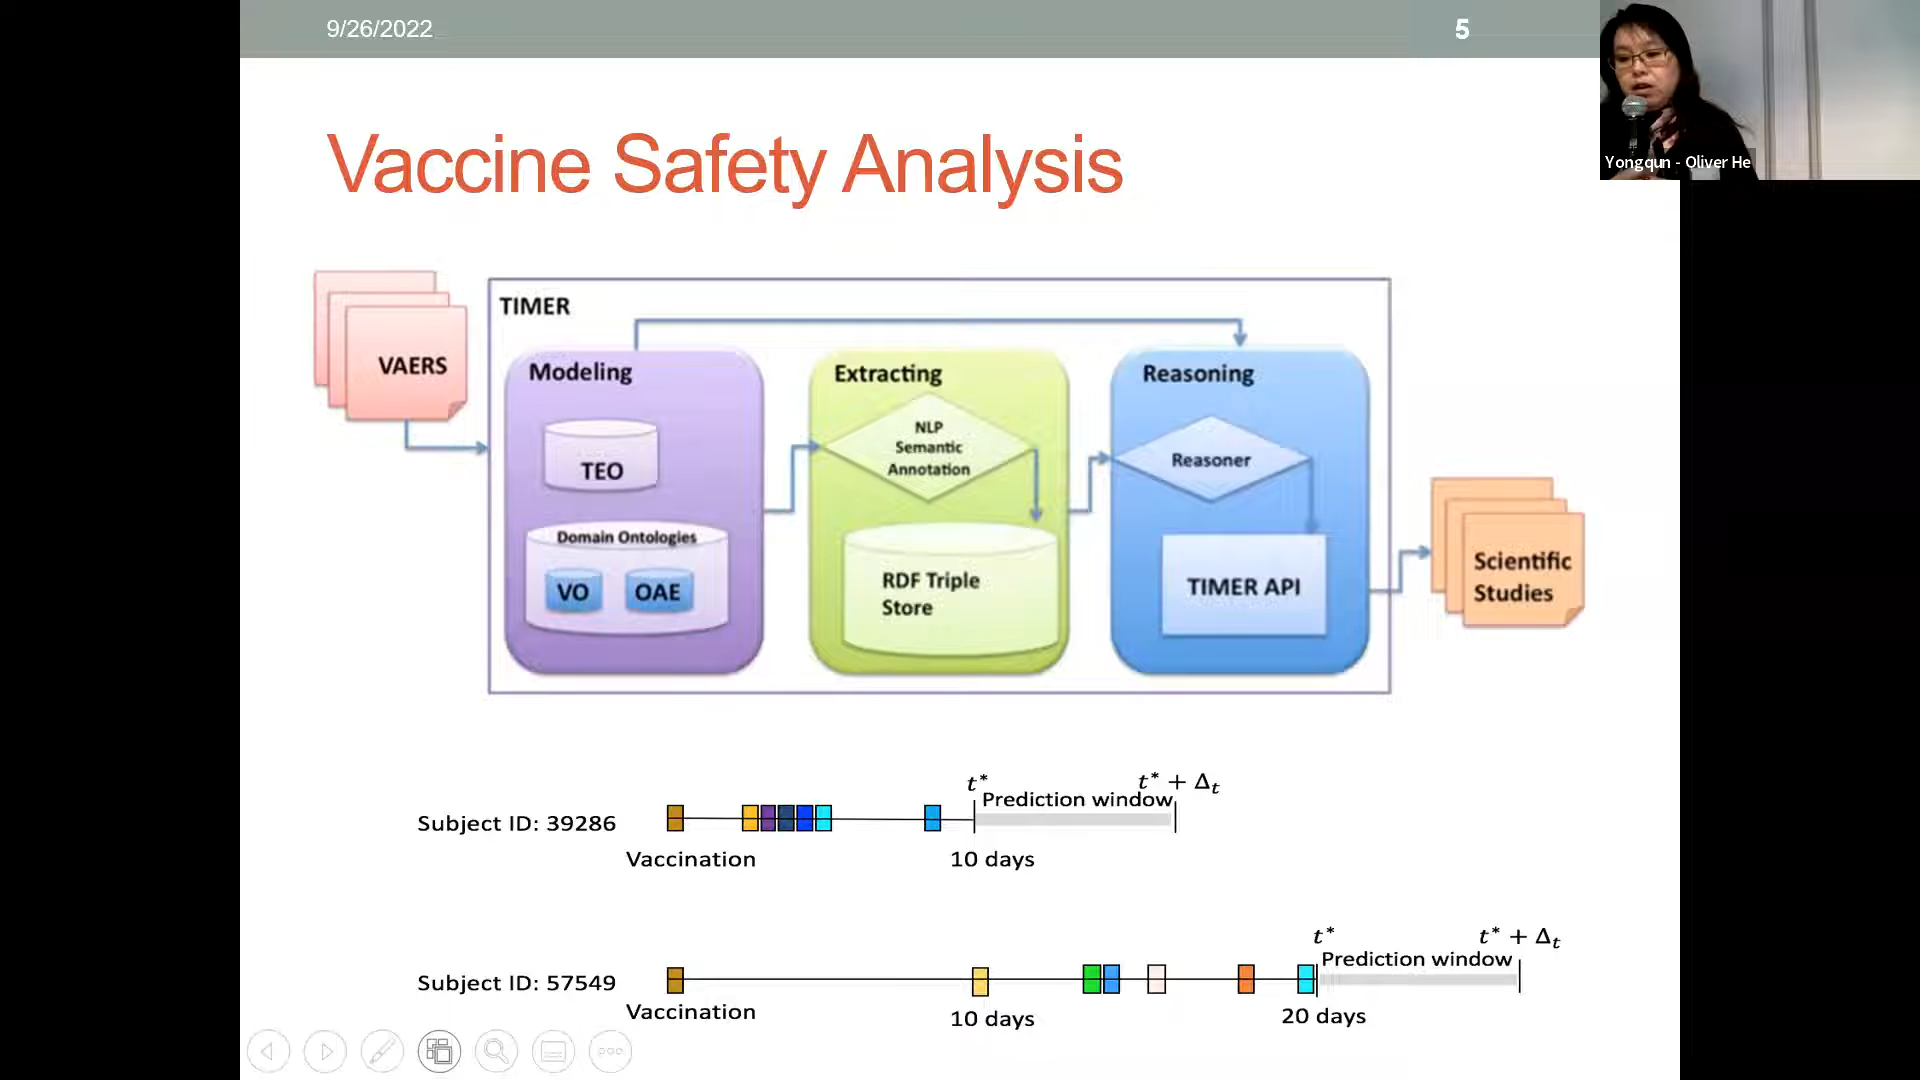 9/26/2022
5
Yongqun - Oliver He
Vaccine Safety Analysis
VAERS
TIMER
Modeling
TEO
Domain Ontologies
VO
OAE
Extracting
NLP
Semantic
Annotation
RDF Triple
Store
Reasoning
Reasoner
TIMER API
Scientific
Studies
t*
t* + Δt
Prediction window
Subject ID: 39286
Vaccination
10 days
t*
t* + Δt
Prediction window
Subject ID: 57549
Vaccination
10 days
20 days